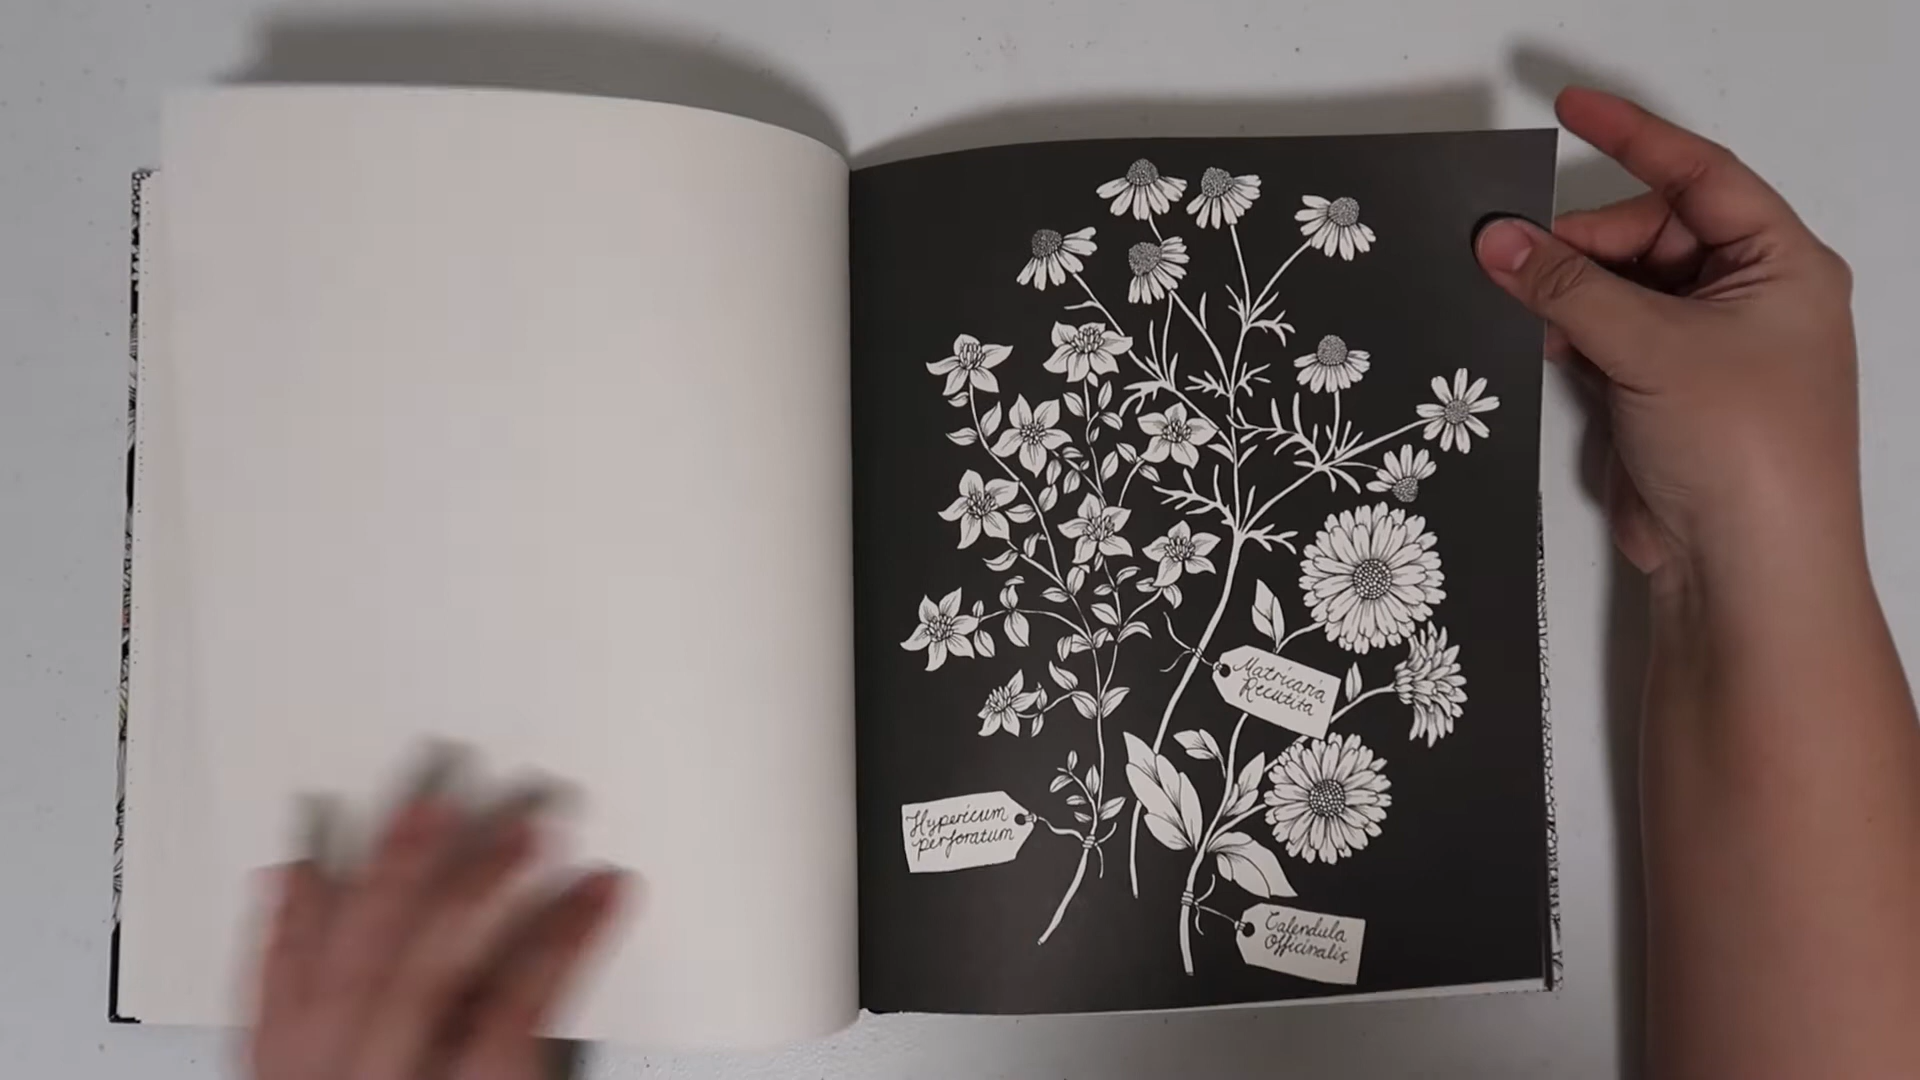 Matricaria
Recutita
Hypericum
perforatum
Calendula
Officinalis